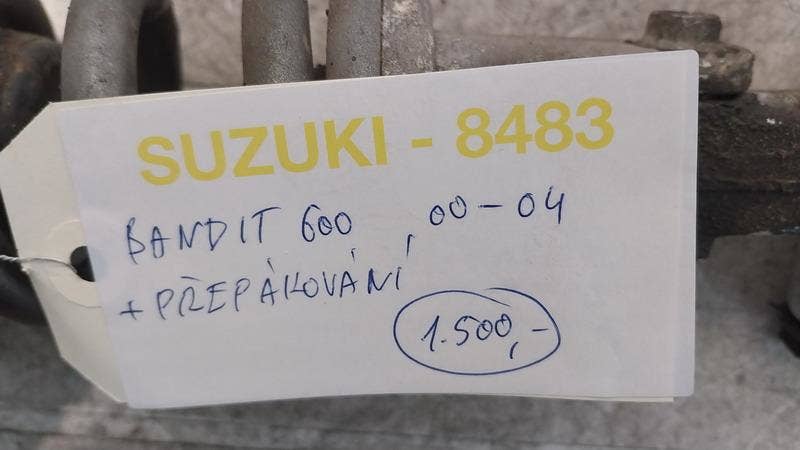 SUZUKI - 8483
BANDIT 600, 00-04
+ PŘEPÁKOVÁNÍ
1.500,-